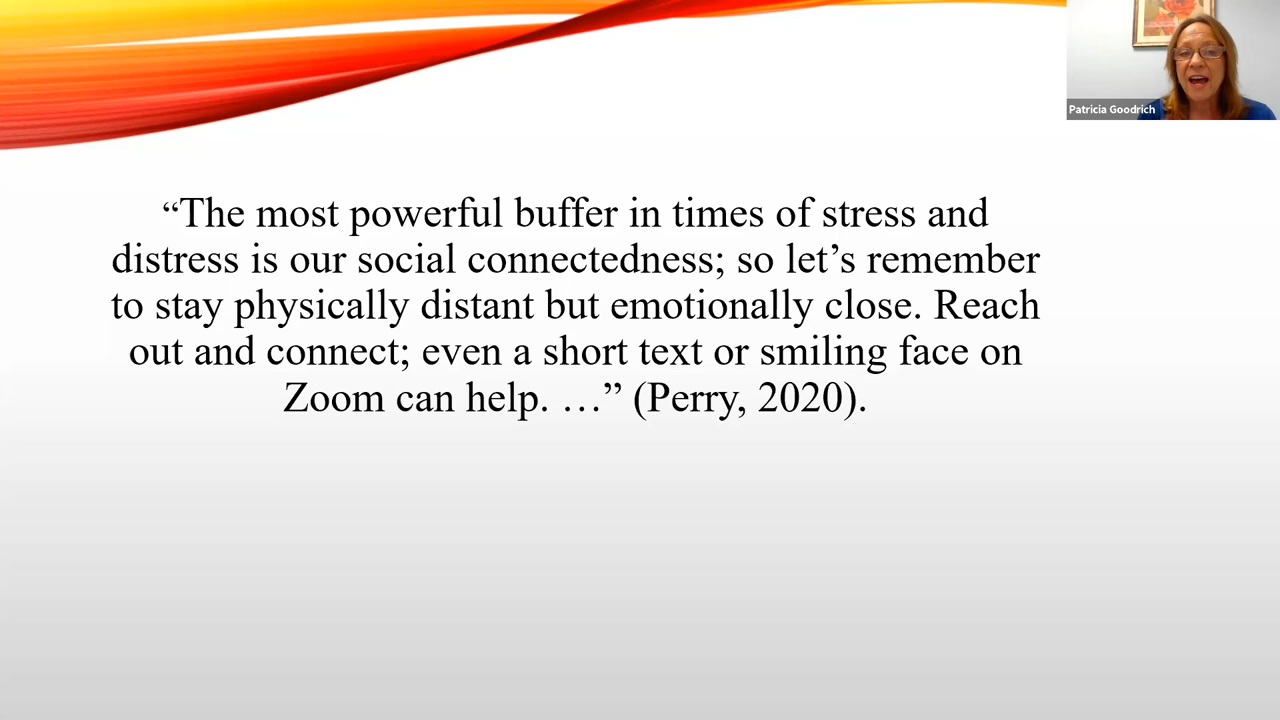 Patricia Goodrich
“The most powerful buffer in times of stress and
distress is our social connectedness; so let’s remember
to stay physically distant but emotionally close. Reach
out and connect; even a short text or smiling face on
Zoom can help. …” (Perry, 2020).